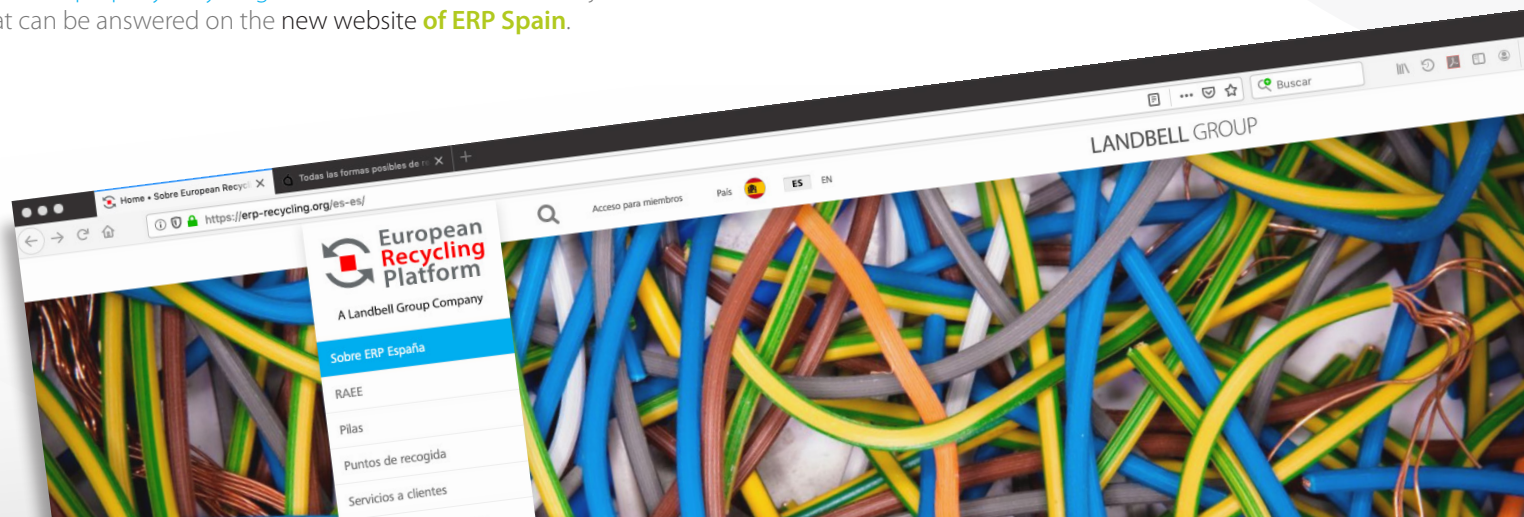 at can be answered on the new website of ERP Spain.
LANDBELL GROUP
Buscar
Home • Sobre European Recycl
Todas las formas posibles de re
https://erp-recycling.org/es-es/
Acceso para miembros
País
ES
EN
European
Recycling
Platform
A Landbell Group Company
Sobre ERP España
RAEE
Pilas
Puntos de recogida
Servicios a clientes